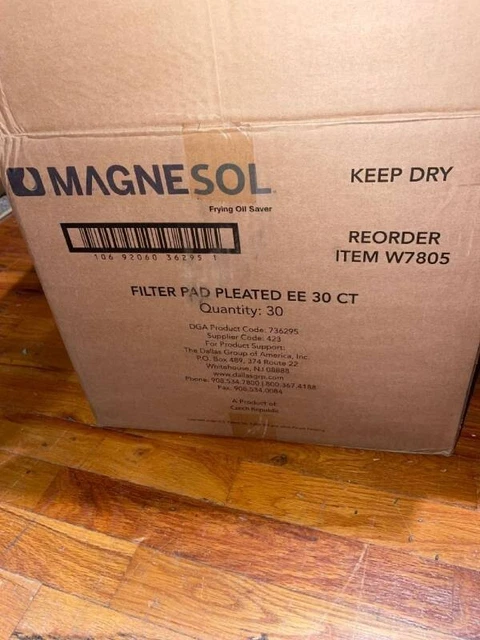 MAGNESOL
Frying Oil Saver
KEEP DRY
106 92060 36295 1
REORDER
ITEM W7805
FILTER PAD PLEATED EE 30 CT
Quantity: 30
DGA Product Code: 736295
Supplier Code: 423
For Product Support:
The Dallas Group of America, Inc.
P.O. Box 489, 374 Route 22
Whitehouse, NJ 08888
www.dallasgrp.com
Phone: 908.534.7800 | 800.367.4188
Fax: 908.534.0084
A Product of:
Czech Republic